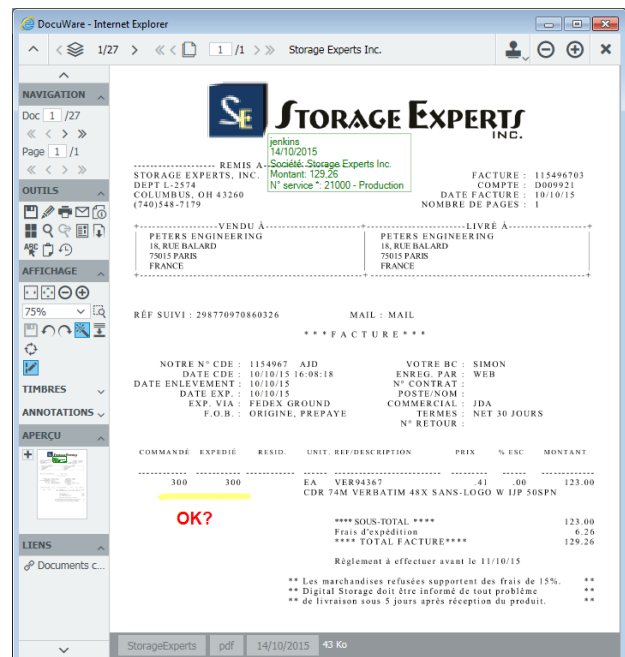 DocuWare - Internet Explorer
1/27 1 /1 Storage Experts Inc.
NAVIGATION
Doc 1 /27
Page 1 /1
OUTILS
ABC
AFFICHAGE
75%
TIMBRES
ANNOTATIONS
APERÇU
LIENS
Documents c...
SE STORAGE EXPERTS
INC.
jenkins
14/10/2015
Société: Storage Experts Inc.
Montant: 129,26
N° service *: 21000 - Production
----------------- REMIS A
STORAGE EXPERTS, INC.
DEPT L-2574
COLUMBUS, OH 43260
(740)548-7179
FACTURE : 115496703
COMPTE : D009921
DATE FACTURE : 10/10/15
NOMBRE DE PAGES : 1
VENDU À
PETERS ENGINEERING
18, RUE BALARD
75015 PARIS
FRANCE
LIVRÉ À
PETERS ENGINEERING
18, RUE BALARD
75015 PARIS
FRANCE
RÉF SUIVI : 298770970860326 MAIL : MAIL
* * * F A C T U R E * * *
NOTRE N° CDE : 1154967 AJD VOTRE BC : SIMON
DATE CDE : 10/10/15 16:08:18 ENREG. PAR : WEB
DATE ENLEVEMENT : 10/10/15 N° CONTRAT :
DATE EXP. : 10/10/15 POSTE/NOM :
EXP. VIA : FEDEX GROUND COMMERCIAL : JDA
F.O.B. : ORIGINE, PREPAYE TERMES : NET 30 JOURS
N° RETOUR :
COMMANDÉ EXPEDIÉ RESID. UNIT. REF/DESCRIPTION PRIX % ESC MONTANT
300 300 EA VER94367 .41 .00 123.00
CDR 74M VERBATIM 48X SANS-LOGO W IJP 50SPN
OK?
**** SOUS-TOTAL **** 123.00
Frais d'expédition 6.26
**** TOTAL FACTURE**** 129.26
Règlement à effectuer avant le 11/10/15
** Les marchandises refusées supportent des frais de 15%. **
** Digital Storage doit être informé de tout problème **
** de livraison sous 5 jours après réception du produit. **
StorageExperts pdf 14/10/2015 43 Ko